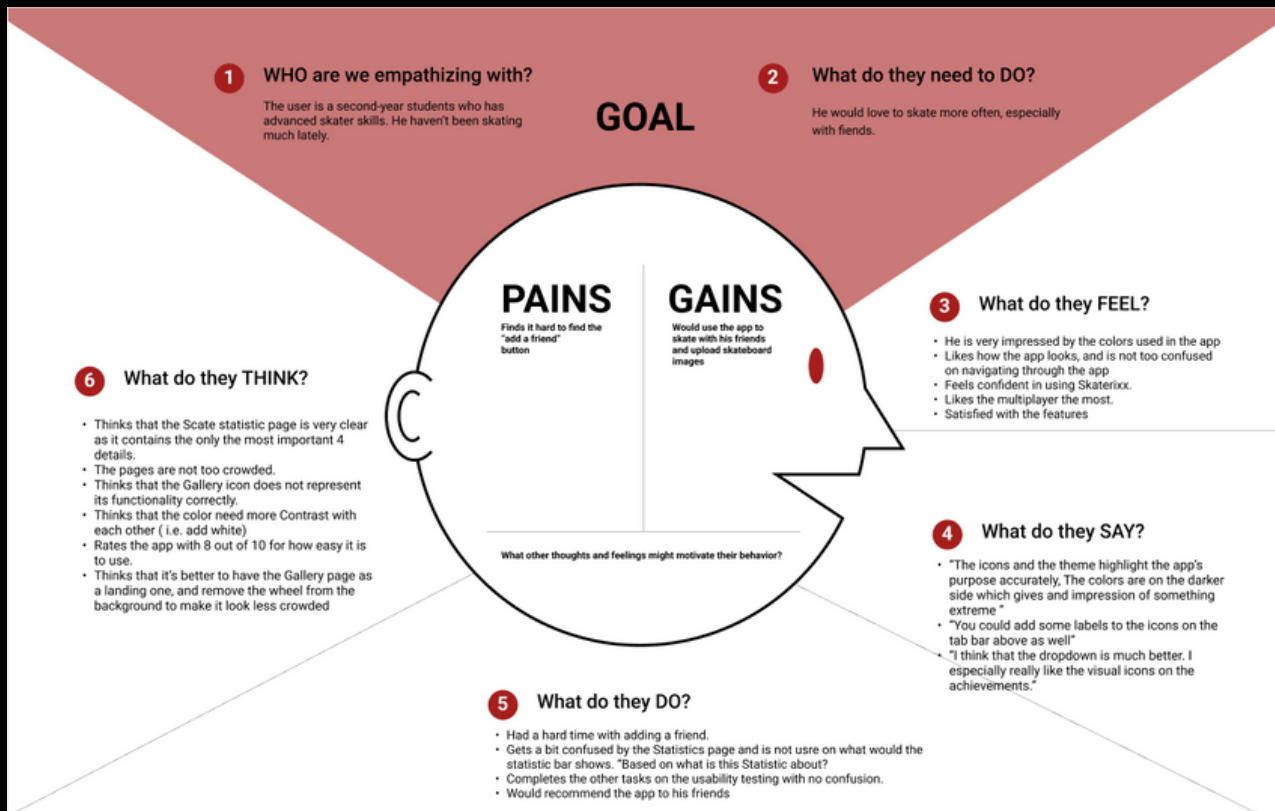 1 WHO are we empathizing with?
The user is a second-year students who has
advanced skater skills. He haven't been skating
much lately.
GOAL
2 What do they need to DO?
He would love to skate more often, especially
with fiends.
PAINS
Finds it hard to find the
"add a friend"
button
GAINS
Would use the app to
skate with his friends
and upload skateboard
images
What other thoughts and feelings might motivate their behavior?
3 What do they FEEL?
• He is very impressed by the colors used in the app
• Likes how the app looks, and is not too confused
on navigating through the app
• Feels confident in using Skaterixx.
• Likes the multiplayer the most.
• Satisfied with the features
4 What do they SAY?
• "The icons and the theme highlight the app's
purpose accurately, The colors are on the darker
side which gives and impression of something
extreme "
• "You could add some labels to the icons on the
tab bar above as well"
• "I think that the dropdown is much better. I
especially really like the visual icons on the
achievements."
5 What do they DO?
• Had a hard time with adding a friend.
• Gets a bit confused by the Statistics page and is not usre on what would the
statistic bar shows. "Based on what is this Statistic about?
• Completes the other tasks on the usability testing with no confusion.
• Would recommend the app to his friends
6 What do they THINK?
• Thinks that the Scate statistic page is very clear
as it contains the only the most important 4
details.
• The pages are not too crowded.
• Thinks that the Gallery icon does not represent
its functionality correctly.
• Thinks that the color need more Contrast with
each other ( i.e. add white)
• Rates the app with 8 out of 10 for how easy it is
to use.
• Thinks that it's better to have the Gallery page as
a landing one, and remove the wheel from the
background to make it look less crowded